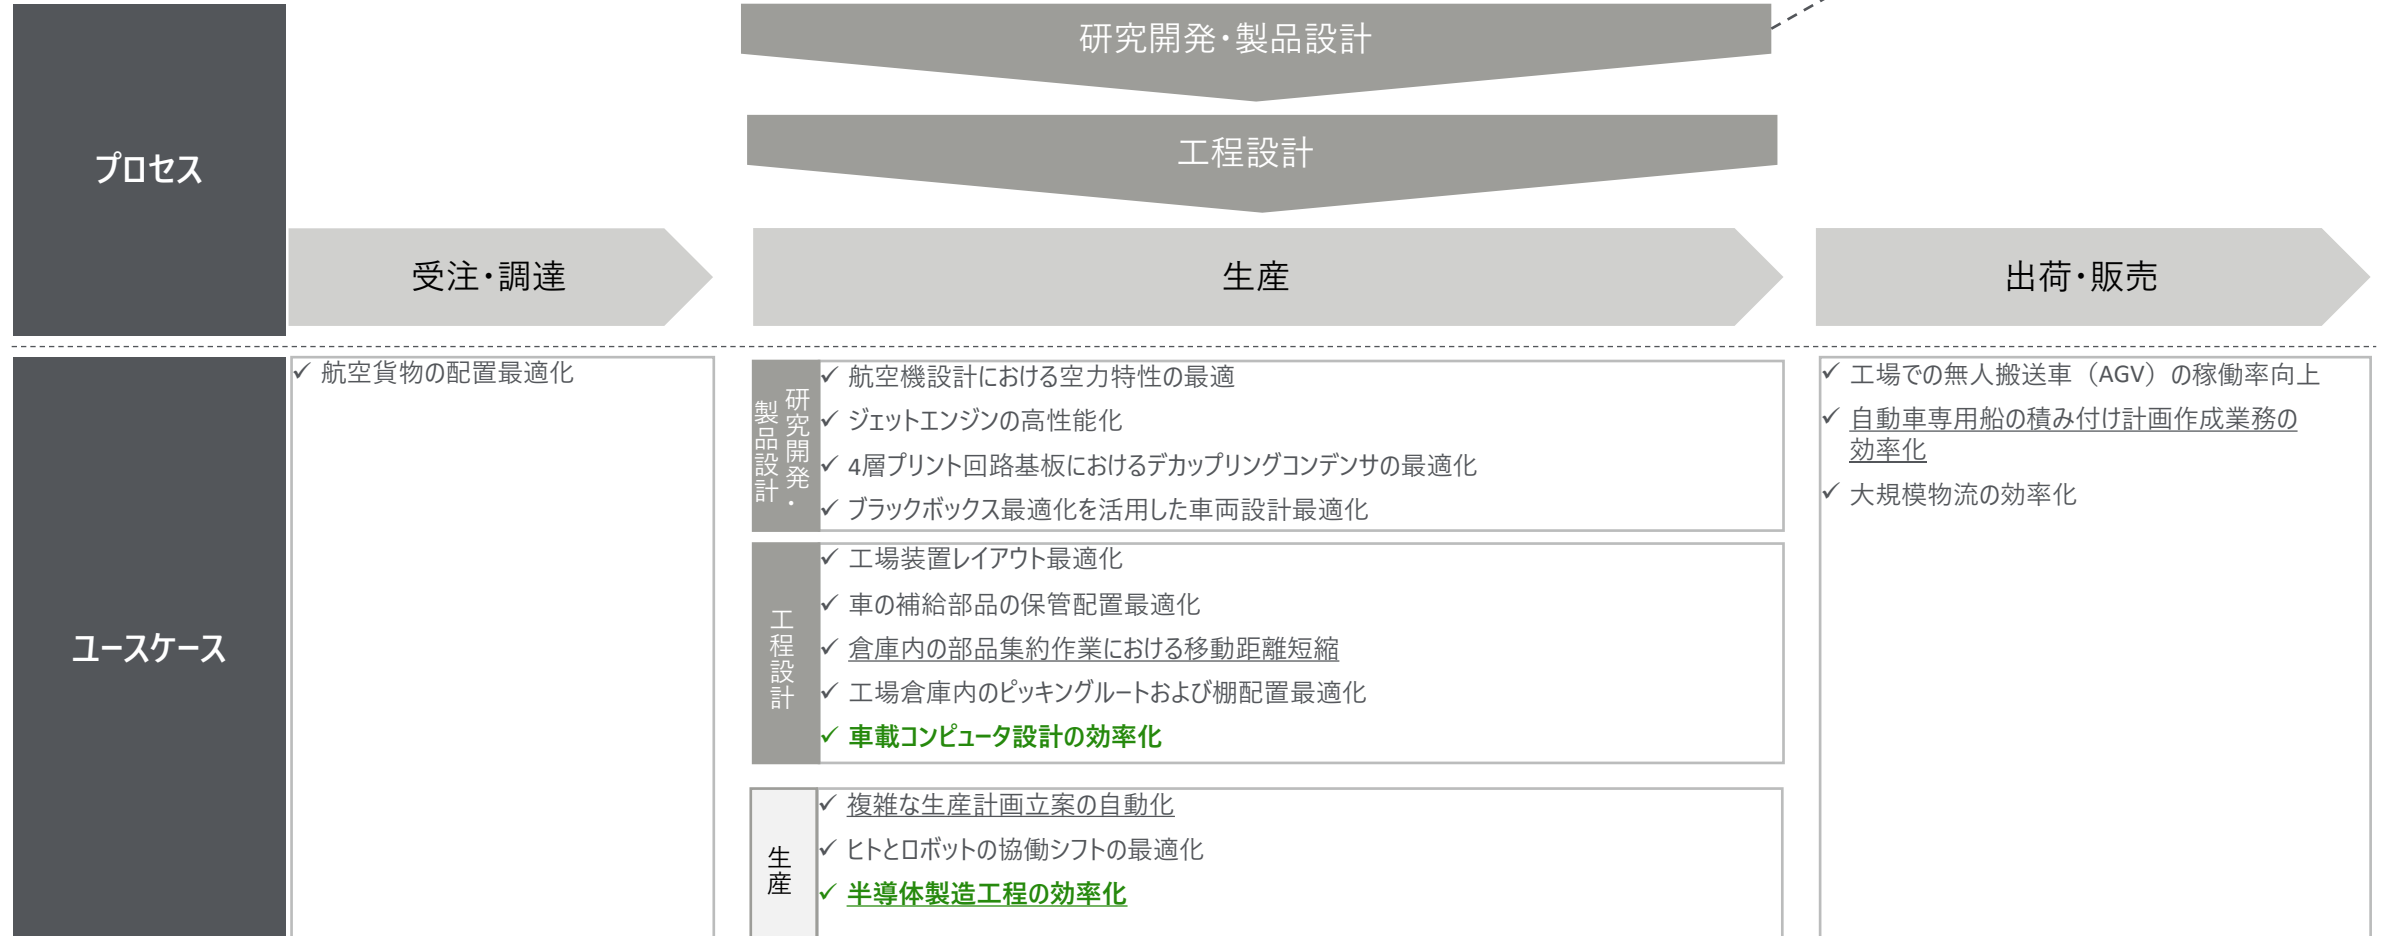 プロセス
研究開発・製品設計
工程設計
受注・調達
生産
出荷・販売
ユースケース
✓ 航空貨物の配置最適化
研究開発・
製品設計
✓ 航空機設計における空力特性の最適
✓ ジェットエンジンの高性能化
✓ 4層プリント回路基板におけるデカップリングコンデンサの最適化
✓ ブラックボックス最適化を活用した車両設計最適化
工程設計
✓ 工場装置レイアウト最適化
✓ 車の補給部品の保管配置最適化
✓ 倉庫内の部品集約作業における移動距離短縮
✓ 工場倉庫内のピッキングルートおよび棚配置最適化
✓ 車載コンピュータ設計の効率化
生産
✓ 複雑な生産計画立案の自動化
✓ ヒトとロボットの協働シフトの最適化
✓ 半導体製造工程の効率化
✓ 工場での無人搬送車（AGV）の稼働率向上
✓ 自動車専用船の積み付け計画作成業務の
効率化
✓ 大規模物流の効率化